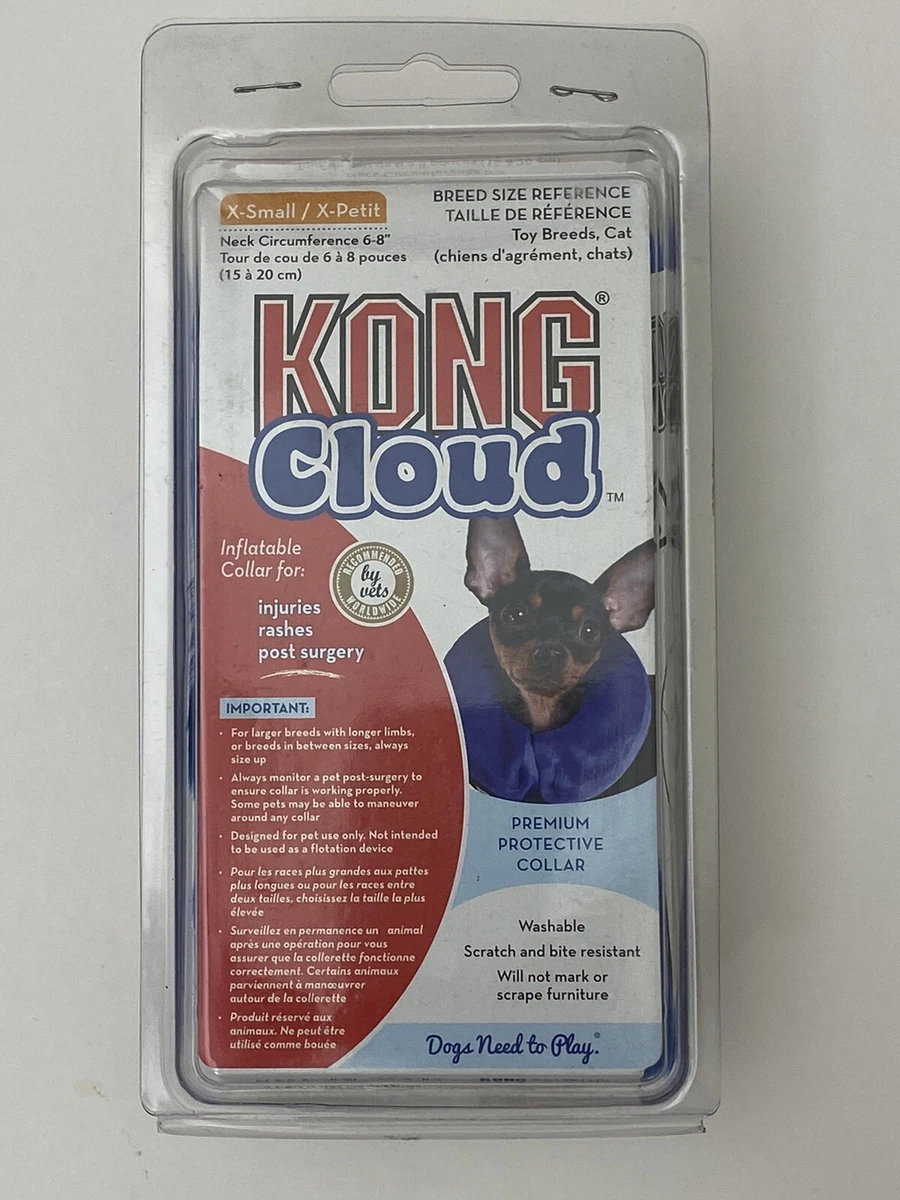 X-Small / X-Petit
Neck Circumference 6-8"
Tour de cou de 6 à 8 pouces
(15 à 20 cm)
BREED SIZE REFERENCE
TAILLE DE RÉFÉRENCE
Toy Breeds, Cat
(chiens d'agrément, chats)
KONG®
Cloud™
Inflatable
Collar for:
injuries
rashes
post surgery
RECOMMENDED
by
vets
WORLDWIDE
IMPORTANT:
· For larger breeds with longer limbs,
or breeds in between sizes, always
size up
· Always monitor a pet post-surgery to
ensure collar is working properly.
Some pets may be able to maneuver
around any collar
· Designed for pet use only. Not intended
to be used as a flotation device
· Pour les races plus grandes aux pattes
plus longues ou pour les races entre
deux tailles, choisissez la taille la plus
élevée
· Surveillez en permanence un animal
après une opération pour vous
assurer que la collerette fonctionne
correctement. Certains animaux
parviennent à manœuvrer
autour de la collerette
· Produit réservé aux
animaux. Ne peut être
utilisé comme bouée
PREMIUM
PROTECTIVE
COLLAR
Washable
Scratch and bite resistant
Will not mark or
scrape furniture
Dogs Need to Play.®